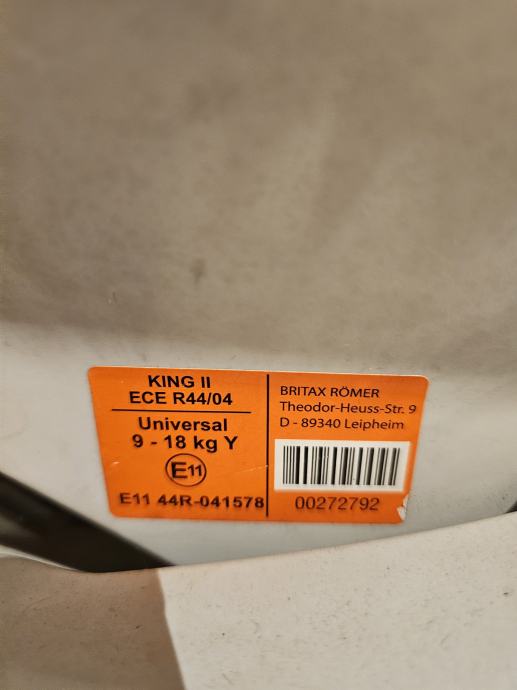 KING II
ECE R44/04
Universal
9 - 18 kg Y
E11
E11 44R-041578
BRITAX RÖMER
Theodor-Heuss-Str. 9
D - 89340 Leipheim
00272792